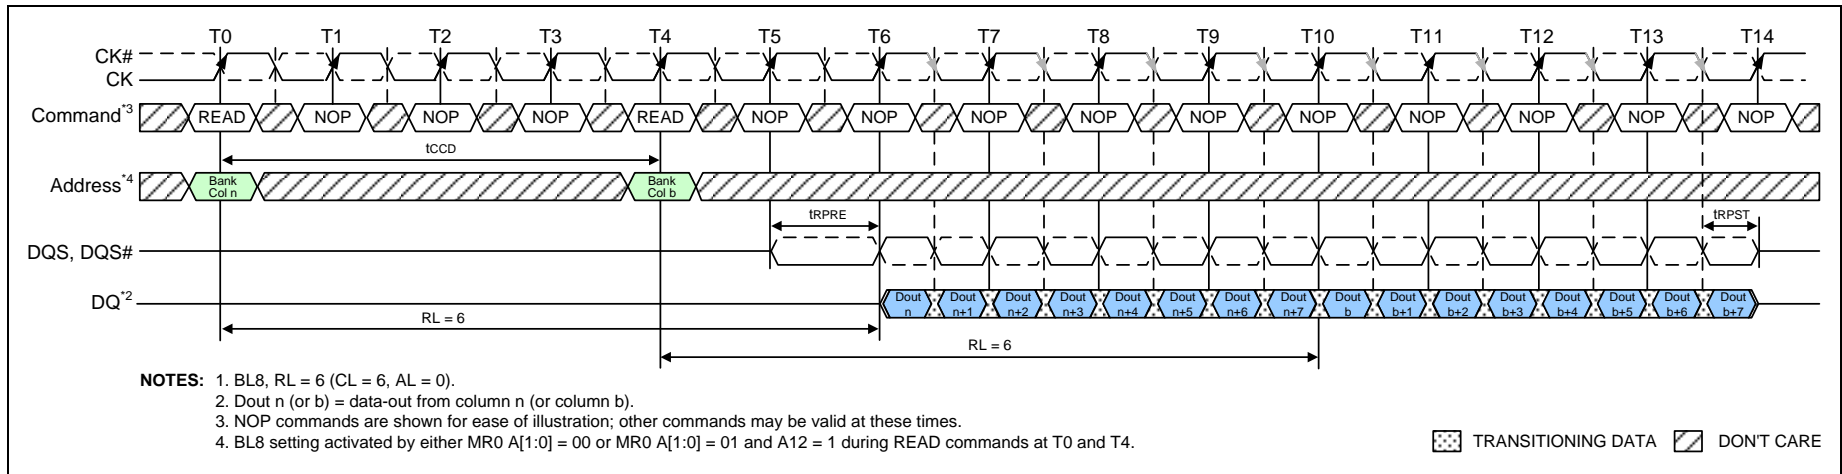 T0 T1 T2 T3 T4 T5 T6 T7 T8 T9 T10 T11 T12 T13 T14
CK#
CK
Command*3 READ NOP NOP NOP READ NOP NOP NOP NOP NOP NOP NOP NOP NOP NOP
tCCD
Address*4 Bank Col n Bank Col b
tRPRE tRPST
DQS, DQS#
DQ*2 Dout n Dout n+1 Dout n+2 Dout n+3 Dout n+4 Dout n+5 Dout n+6 Dout n+7 Dout b Dout b+1 Dout b+2 Dout b+3 Dout b+4 Dout b+5 Dout b+6 Dout b+7
RL = 6
RL = 6
NOTES: 1. BL8, RL = 6 (CL = 6, AL = 0).
2. Dout n (or b) = data-out from column n (or column b).
3. NOP commands are shown for ease of illustration; other commands may be valid at these times.
4. BL8 setting activated by either MR0 A[1:0] = 00 or MR0 A[1:0] = 01 and A12 = 1 during READ commands at T0 and T4.
TRANSITIONING DATA DON'T CARE